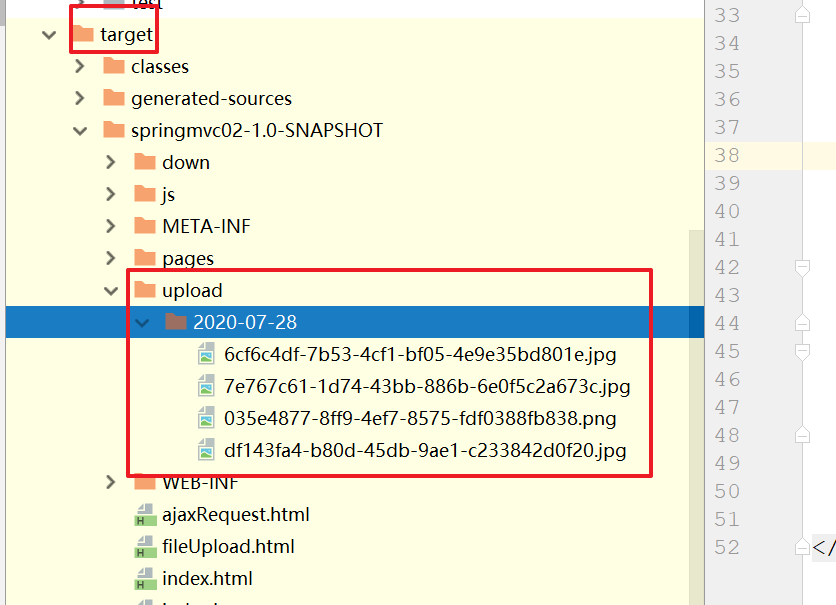 test
target
classes
generated-sources
springmvc02-1.0-SNAPSHOT
down
js
META-INF
pages
upload
2020-07-28
6cf6c4df-7b53-4cf1-bf05-4e9e35bd801e.jpg
7e767c61-1d74-43bb-886b-6e0f5c2a673c.jpg
035e4877-8ff9-4ef7-8575-fdf0388fb838.png
df143fa4-b80d-45db-9ae1-c233842d0f20.jpg
WEB-INF
ajaxRequest.html
fileUpload.html
index.html
33
34
35
36
37
38
39
40
41
42
43
44
45
46
47
48
49
50
51
52 </